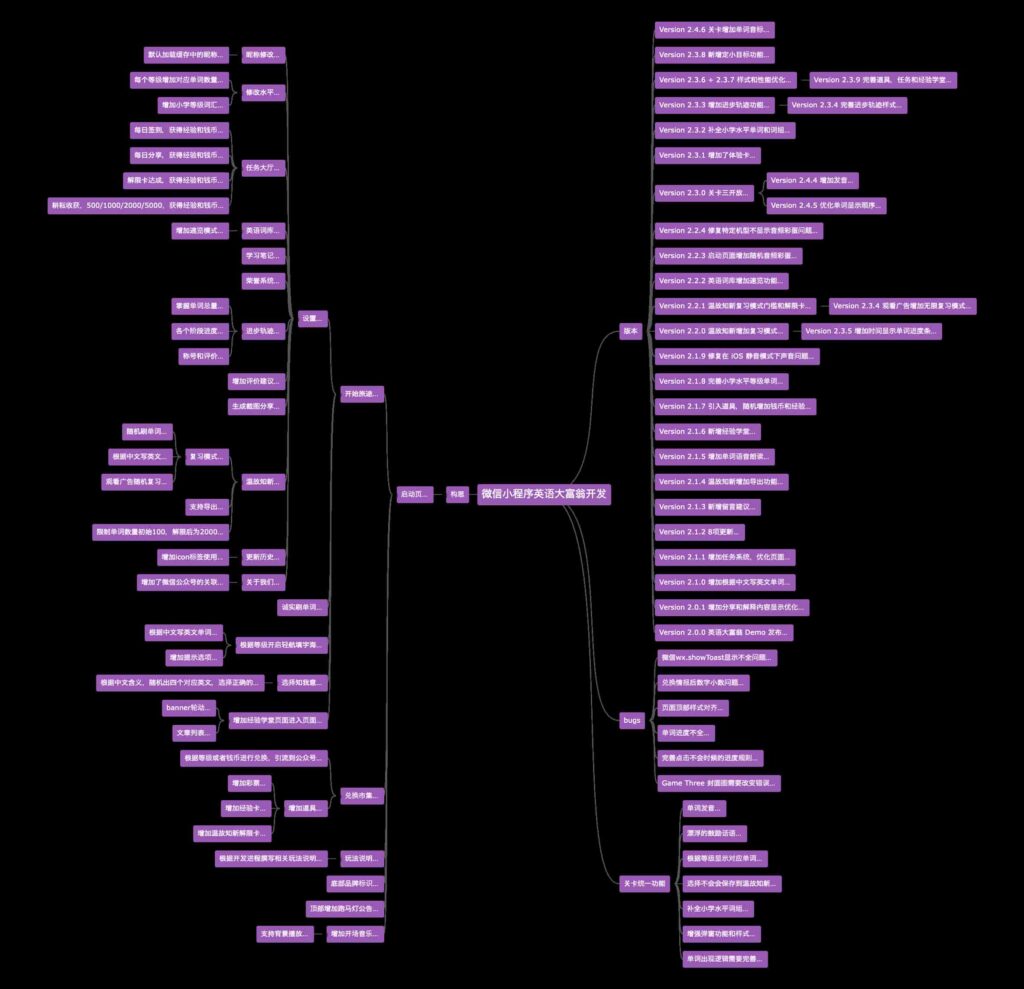 微信小程序英语大富翁开发
版本
Version 2.4.6 关卡增加单词音标...
Version 2.3.8 新增定小目标功能...
Version 2.3.6 + 2.3.7 样式和性能优化...
Version 2.3.9 完善道具，任务和经验学堂...
Version 2.3.3 增加进步轨迹功能...
Version 2.3.4 完善进步轨迹样式...
Version 2.3.2 补全小学水平单词和词组...
Version 2.3.1 增加了体验卡...
Version 2.3.0 关卡三开放...
Version 2.4.4 增加发音...
Version 2.4.5 优化单词显示顺序...
Version 2.2.4 修复特定机型不显示音频彩蛋问题...
Version 2.2.3 启动页面增加随机音频彩蛋...
Version 2.2.2 英语词库增加速览功能...
Version 2.2.1 温故知新复习模式门槛和解限卡...
Version 2.3.4 观看广告增加无限复习模式...
Version 2.2.0 温故知新增加复习模式...
Version 2.3.5 增加时间显示单词进度条...
Version 2.1.9 修复在 iOS 静音模式下声音问题...
Version 2.1.8 完善小学水平等级单词...
Version 2.1.7 引入道具，随机增加钱币和经验...
Version 2.1.6 新增经验学堂...
Version 2.1.5 增加单词语音朗读...
Version 2.1.4 温故知新增加导出功能...
Version 2.1.3 新增留言建议...
Version 2.1.2 8项更新...
Version 2.1.1 增加任务系统，优化页面...
Version 2.1.0 增加根据中文写英文单词...
Version 2.0.1 增加分享和解释内容显示优化...
Version 2.0.0 英语大富翁 Demo 发布...
bugs
微信wx.showToast显示不全问题...
兑换情报后数字小数问题...
页面顶部样式对齐...
单词进度不全...
完善点击不会时候的进度规则...
Game Three 封面图需要改变错误...
关卡统一功能
单词发音...
漂浮的鼓励话语...
根据等级显示对应单词...
选择不会会保存到温故知新...
补全小学水平词组...
增强弹窗功能和样式...
单词出现逻辑需要完善...
构思
启动页...
开始旅途...
设置...
昵称修改...
默认加载缓存中的昵称...
修改水平...
每个等级增加对应单词数量...
增加小学等级词汇...
任务大厅...
每日签到，获得经验和钱币...
每日分享，获得经验和钱币...
解限卡达成，获得经验和钱币...
耕耘收获，500/1000/2000/5000，获得经验和钱币...
英语词库...
增加速览模式...
学习笔记...
荣誉系统...
进步轨迹...
掌握单词总量...
各个阶段进度...
称号和评价...
增加评价建议...
生成截图分享...
温故知新...
复习模式...
随机刷单词...
根据中文写英文...
观看广告随机复习...
支持导出...
限制单词数量初始100，解限后为2000...
更新历史...
增加icon标签使用...
关于我们...
增加了微信公众号的关联...
诚实刷单词...
根据等级开启轻航填字海...
根据中文写英文单词...
增加提示选项...
选择知我意...
根据中文含义，随机出四个对应英文，选择正确的...
增加经验学堂页面进入页面...
banner轮动...
文章列表...
兑换市集...
根据等级或者钱币进行兑换，引流到公众号...
增加道具...
增加彩票...
增加经验卡...
增加温故知新解限卡...
玩法说明...
根据开发进程撰写相关玩法说明...
底部品牌标识...
顶部增加跑马灯公告...
增加开场音乐...
支持背景播放...